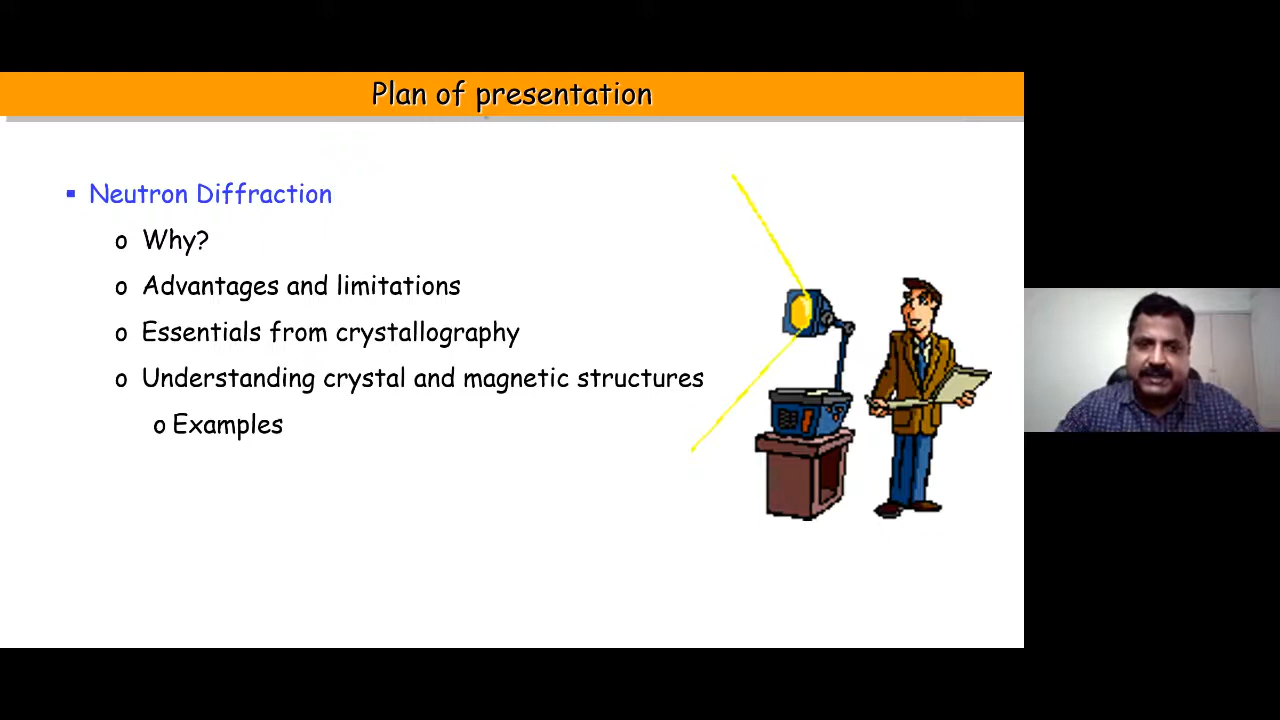 Plan of presentation
Neutron Diffraction
o Why?
o Advantages and limitations
o Essentials from crystallography
o Understanding crystal and magnetic structures
o Examples